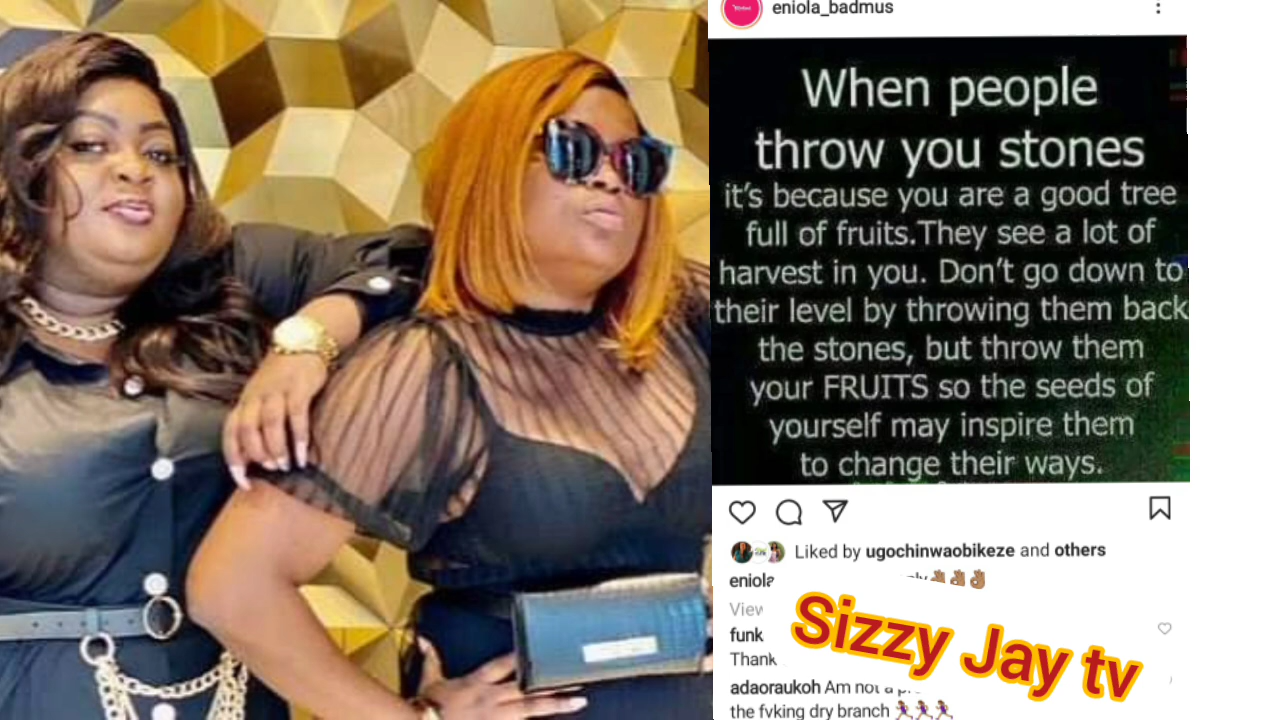 eniola_badmus
When people
throw you stones
it's because you are a good tree
full of fruits.They see a lot of
harvest in you. Don't go down to
their level by throwing them back
the stones, but throw them
your FRUITS so the seeds of
yourself may inspire them
to change their ways.
Liked by ugochinwaobikeze and others
eniola
View
funk
Thank
Sizzy Jay tv
adaoraukoh Am not a
the fvking dry branch 🏃🏽‍♀️🏃🏽‍♀️🏃🏽‍♀️